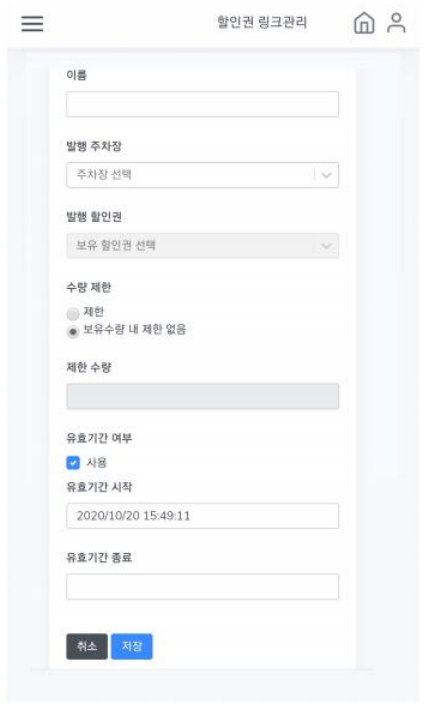 할인권 링크관리
이름
발행 주차장
주차장 선택
발행 할인권
보유 할인권 선택
수량 제한
제한
보유수량 내 제한 없음
제한 수량
유효기간 여부
사용
유효기간 시작
2020/10/20 15:49:11
유효기간 종료
취소 저장